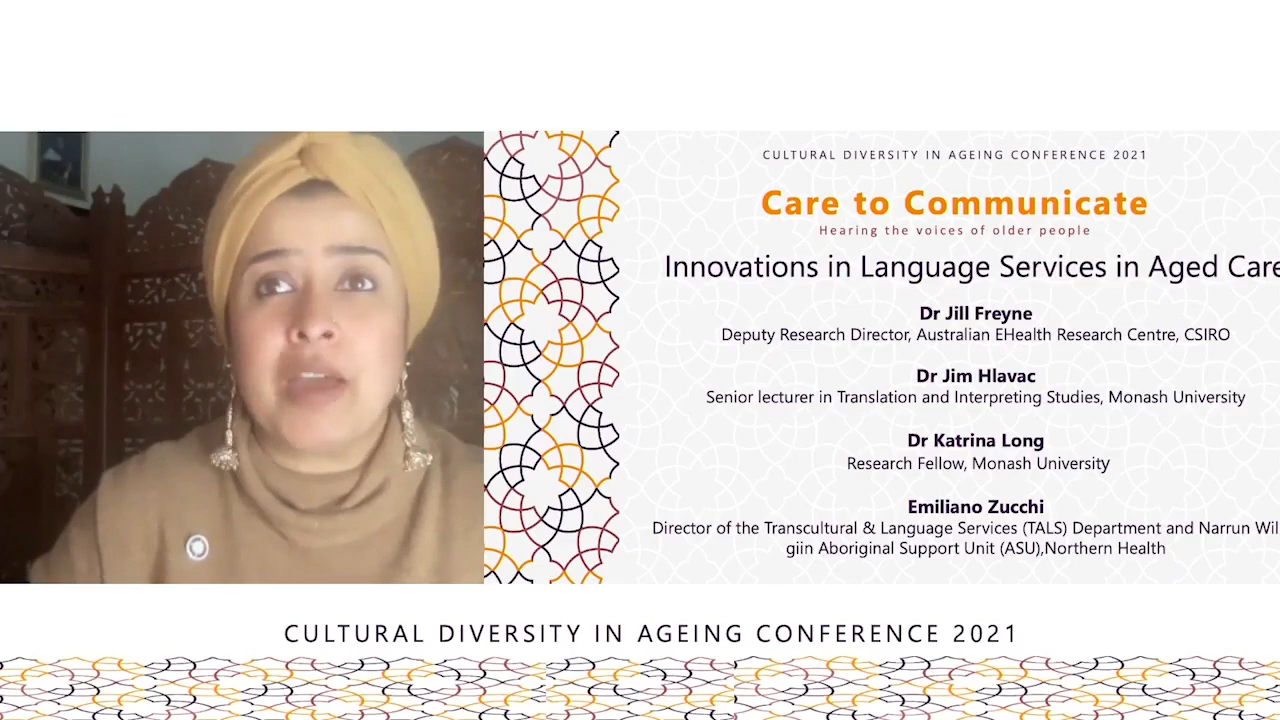 CULTURAL DIVERSITY IN AGEING CONFERENCE 2021
Care to Communicate
Hearing the voices of older people
Innovations in Language Services in Aged Care
Dr Jill Freyne
Deputy Research Director, Australian EHealth Research Centre, CSIRO
Dr Jim Hlavac
Senior lecturer in Translation and Interpreting Studies, Monash University
Dr Katrina Long
Research Fellow, Monash University
Emiliano Zucchi
Director of the Transcultural & Language Services (TALS) Department and Narrun Wil
giin Aboriginal Support Unit (ASU),Northern Health
CULTURAL DIVERSITY IN AGEING CONFERENCE 2021